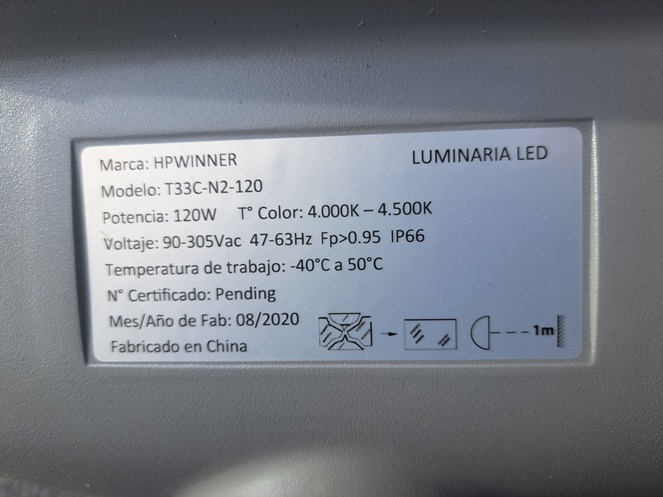 Marca: HPWINNER LUMINARIA LED
Modelo: T33C-N2-120
Potencia: 120W T° Color: 4.000K – 4.500K
Voltaje: 90-305Vac 47-63Hz Fp>0.95 IP66
Temperatura de trabajo: -40°C a 50°C
N° Certificado: Pending
Mes/Año de Fab: 08/2020
Fabricado en China
1m